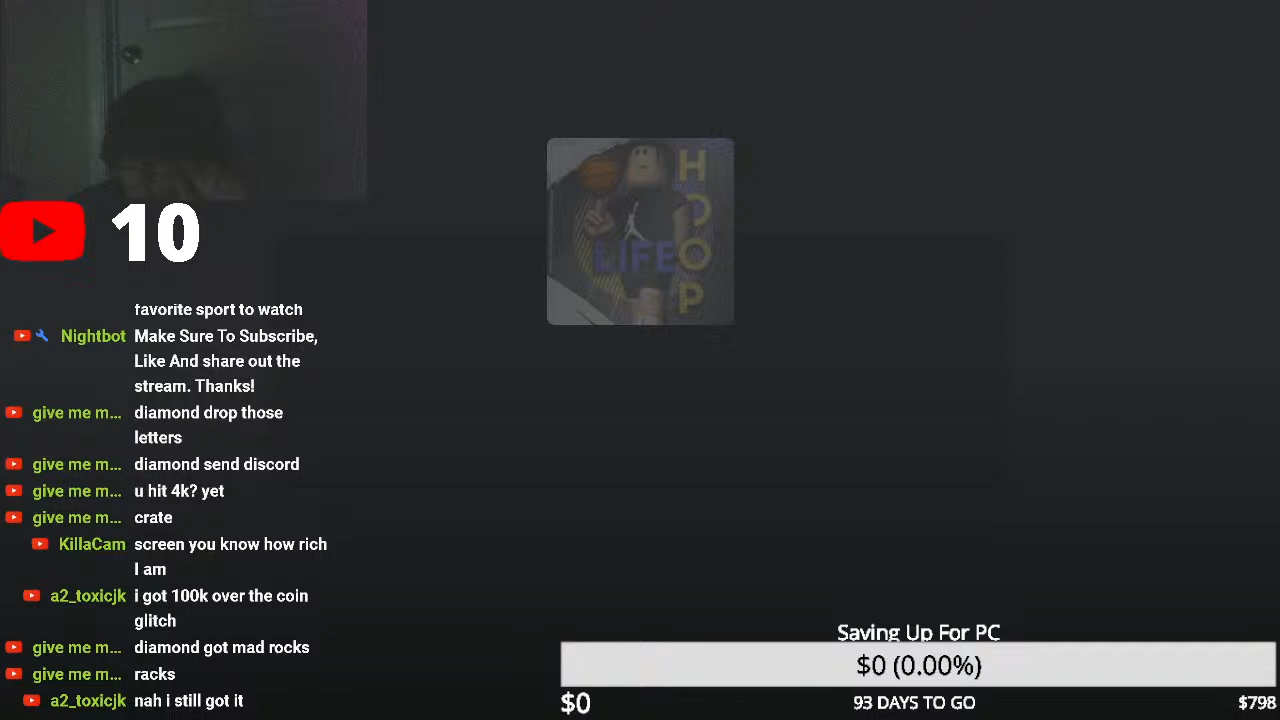 10
favorite sport to watch
Nightbot Make Sure To Subscribe,
Like And share out the
stream. Thanks!
give me m... diamond drop those
letters
give me m... diamond send discord
give me m... u hit 4k? yet
give me m... crate
KillaCam screen you know how rich
I am
a2_toxicjk i got 100k over the coin
glitch
give me m... diamond got mad rocks
give me m... racks
a2_toxicjk nah i still got it
HOOP
LIFE
Saving Up For PC
$0 (0.00%)
$0 93 DAYS TO GO $798